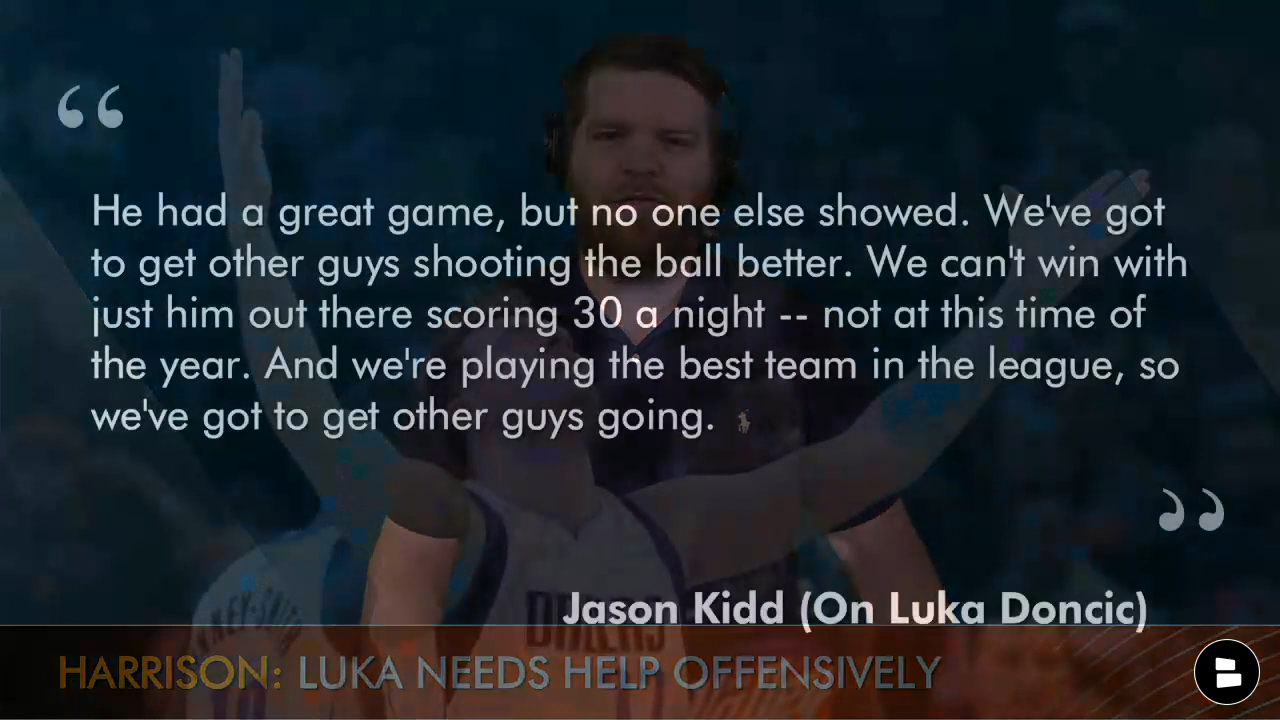 “
He had a great game, but no one else showed. We've got
to get other guys shooting the ball better. We can't win with
just him out there scoring 30 a night -- not at this time of
the year. And we're playing the best team in the league, so
we've got to get other guys going.
”
Jason Kidd (On Luka Doncic)
HARRISON: LUKA NEEDS HELP OFFENSIVELY